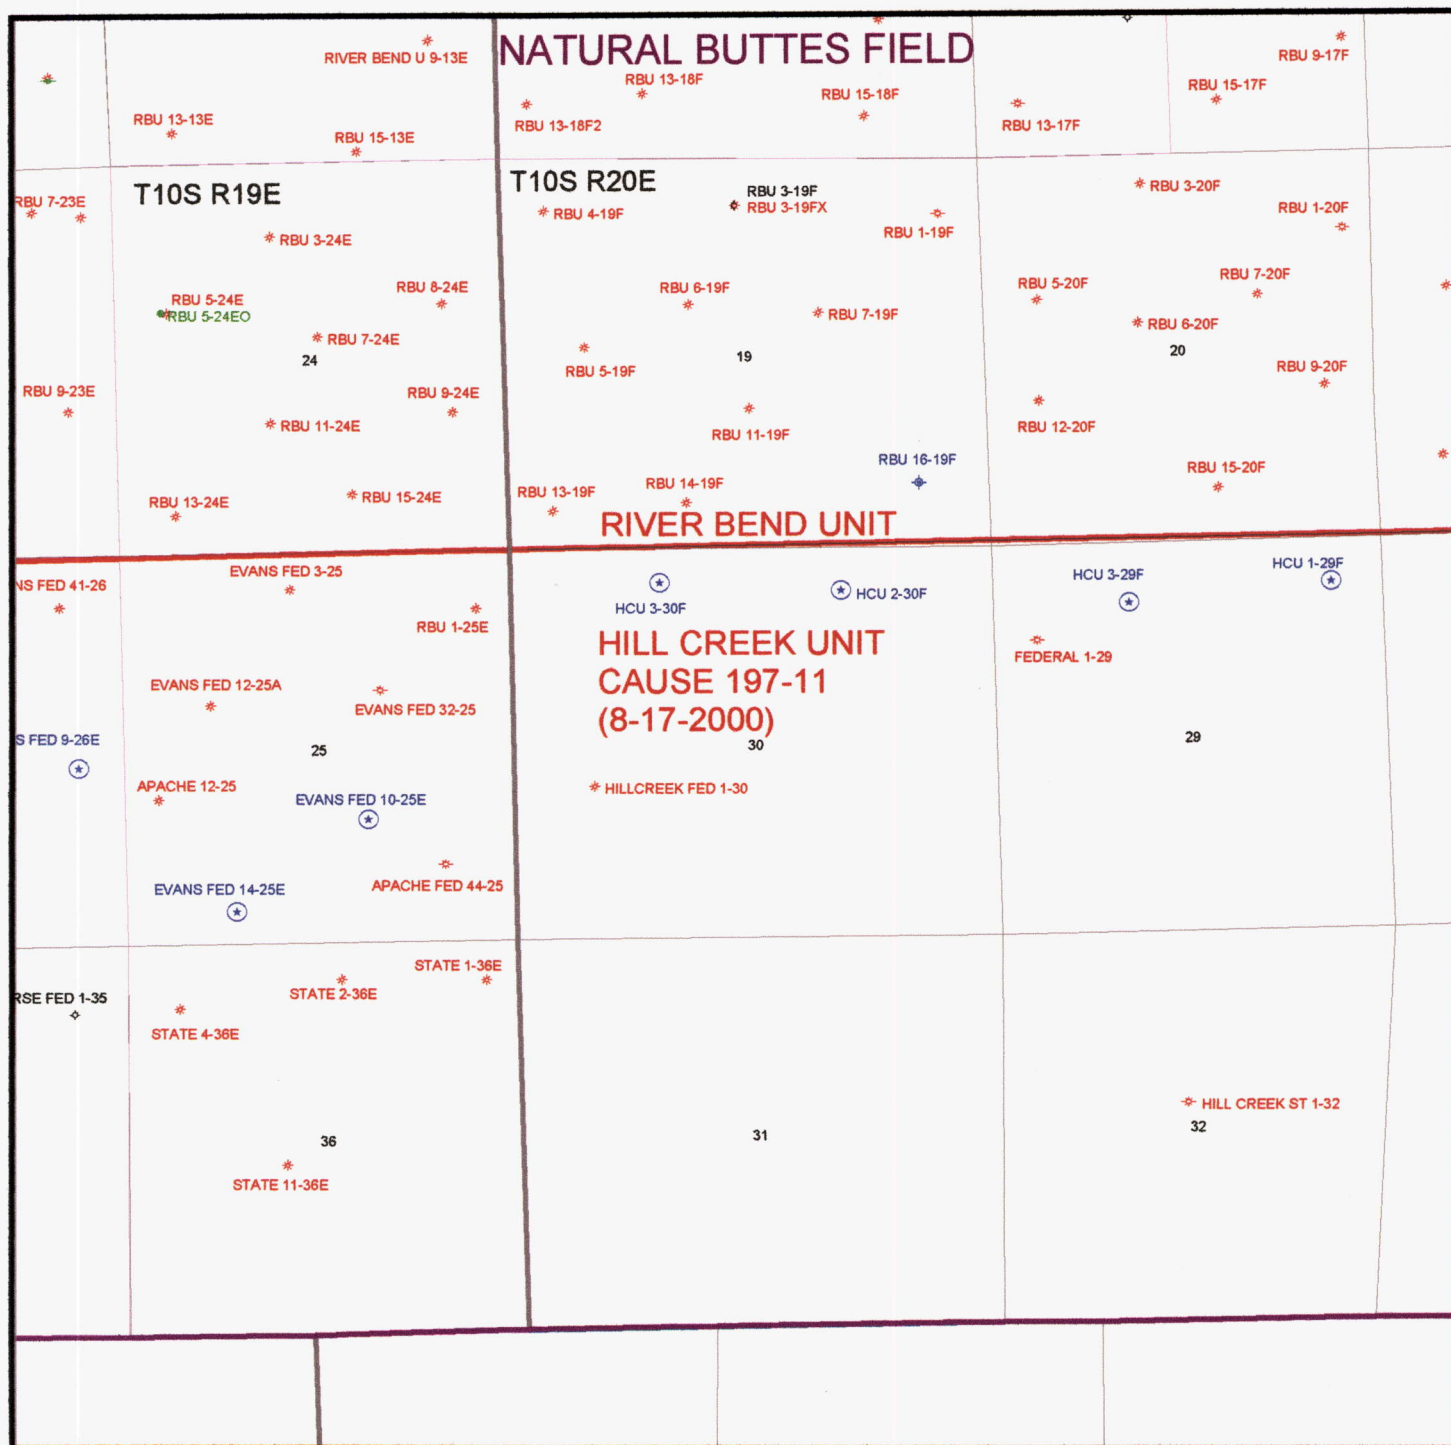 NATURAL BUTTES FIELD
RIVER BEND U 9-13E
RBU 9-17F
RBU 13-18F
RBU 15-18F
RBU 15-17F
RBU 13-13E
RBU 15-13E
RBU 13-18F2
RBU 13-17F
T10S R19E
T10S R20E
RBU 7-23E
RBU 3-19F
RBU 3-19FX
RBU 4-19F
RBU 1-19F
RBU 3-20F
RBU 1-20F
RBU 3-24E
RBU 8-24E
RBU 5-24E
RBU 5-24EO
RBU 7-24E
24
RBU 6-19F
RBU 7-19F
19
RBU 5-19F
RBU 5-20F
RBU 7-20F
RBU 6-20F
20
RBU 9-20F
RBU 9-23E
RBU 9-24E
RBU 11-24E
RBU 11-19F
RBU 12-20F
RBU 16-19F
RBU 15-20F
RBU 13-24E
RBU 15-24E
RBU 13-19F
RBU 14-19F
RIVER BEND UNIT
NS FED 41-26
EVANS FED 3-25
RBU 1-25E
HCU 3-30F
HCU 2-30F
HCU 3-29F
HCU 1-29F
HILL CREEK UNIT
CAUSE 197-11
(8-17-2000)
30
FEDERAL 1-29
29
EVANS FED 12-25A
EVANS FED 32-25
S FED 9-26E
25
APACHE 12-25
EVANS FED 10-25E
HILLCREEK FED 1-30
EVANS FED 14-25E
APACHE FED 44-25
RSE FED 1-35
STATE 1-36E
STATE 2-36E
STATE 4-36E
36
STATE 11-36E
31
HILL CREEK ST 1-32
32